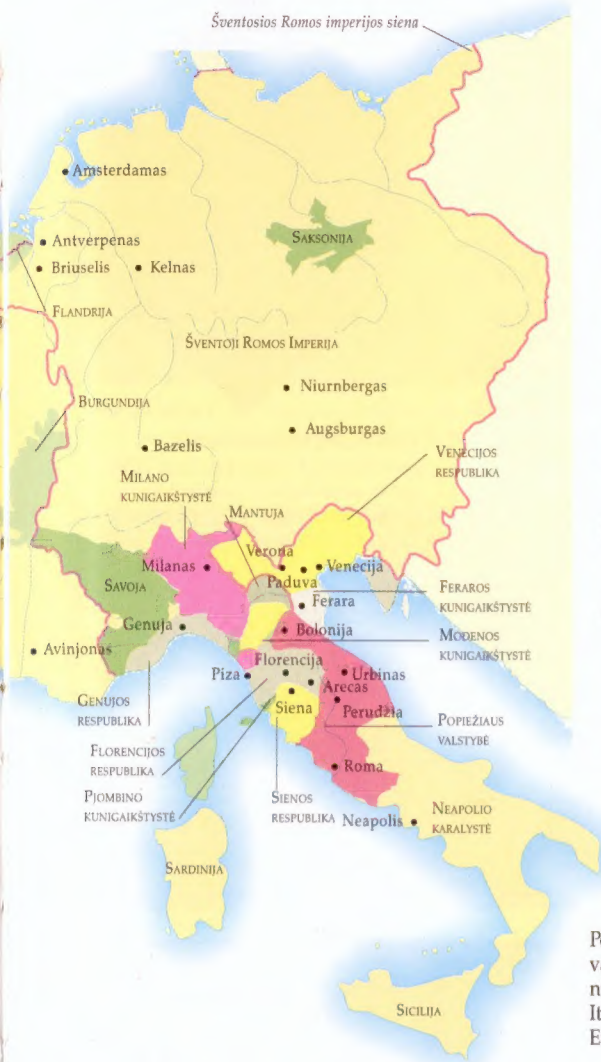 Šventosios Romos imperijos siena
Amsterdamas
Antverpenas
Briuselis
Kelnas
SAKSONIJA
FLANDRIJA
ŠVENTOJI ROMOS IMPERIJA
Niurnbergas
BURGUNDIJA
Augsburgas
Bazelis
VENECIJOS
RESPUBLIKA
MILANO
KUNIGAIKŠTYSTĖ
MANTUJA
Verona
Milanas
Venecija
Paduva
SAVOJA
Ferara
FERAROS
KUNIGAIKŠTYSTĖ
Genuja
Bolonija
MODENOS
KUNIGAIKŠTYSTĖ
Avinjonas
Florencija
Piza
Urbinas
Arecas
Siena
Perudžia
GENUJOS
RESPUBLIKA
POPIEŽIAUS
VALSTYBĖ
FLORENCIJOS
RESPUBLIKA
Roma
PJOMBINO
KUNIGAIKŠTYSTĖ
SIENOS
RESPUBLIKA
Neapolis
NEAPOLIO
KARALYSTĖ
SARDINIJA
SICILIJA